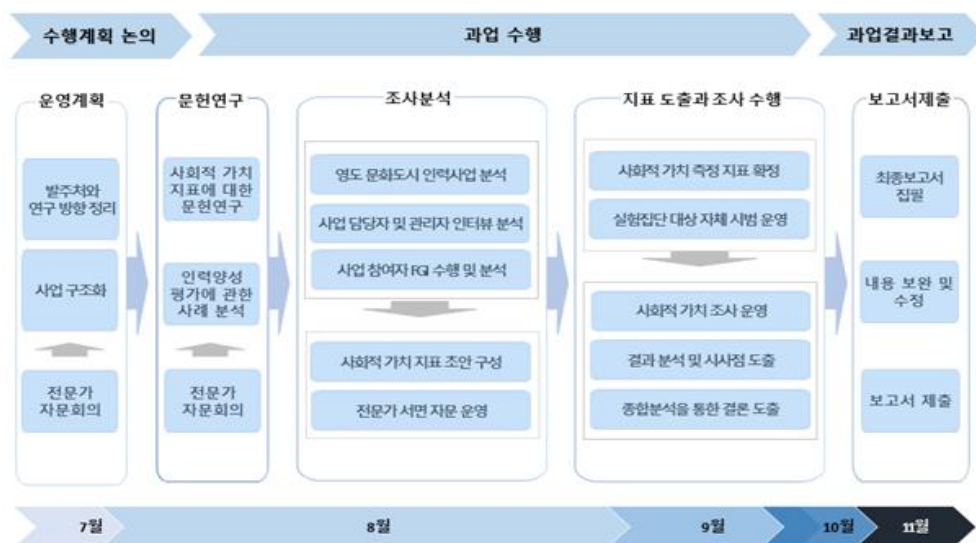 수행계획 논의
과업 수행
과업결과보고
운영계획
발주처와
연구 방향 정리
사업 구조화
전문가
자문회의
문헌연구
사회적 가치
지표에 대한
문헌연구
인력양성
평가에 관한
사례 분석
전문가
자문회의
조사분석
영도 문화도시 인력사업 분석
사업 담당자 및 관리자 인터뷰 분석
사업 참여자 FGI 수행 및 분석
사회적 가치 지표 초안 구성
전문가 서면 자문 운영
지표 도출과 조사 수행
사회적 가치 측정 지표 확정
실험집단 대상 자체 시범 운영
사회적 가치 조사 운영
결과 분석 및 시사점 도출
종합분석을 통한 결론 도출
보고서제출
최종보고서
집필
내용 보완 및
수정
보고서 제출
7월
8월
9월
10월
11월